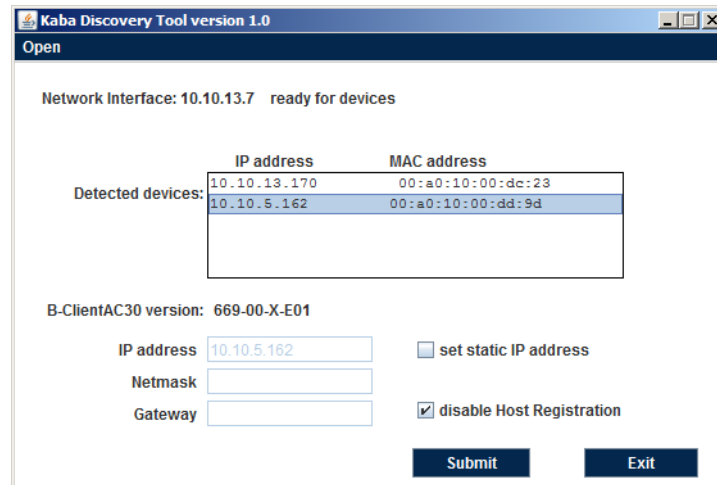 Kaba Discovery Tool version 1.0
Open
Network Interface: 10.10.13.7 ready for devices
IP address MAC address
Detected devices: 10.10.13.170 00:a0:10:00:dc:23
10.10.5.162 00:a0:10:00:dd:9d
B-ClientAC30 version: 669-00-X-E01
IP address 10.10.5.162 set static IP address
Netmask
Gateway disable Host Registration
Submit Exit